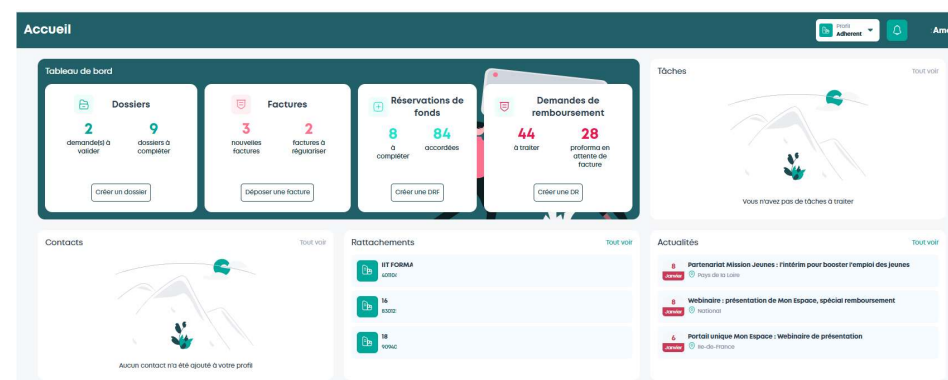 Accueil
Profil
Adherent
Tableau de bord
Dossiers
2
9
demande(s) à
valider
dossiers à
compléter
Créer un dossier
Factures
3
2
nouvelles
factures
factures à
régulariser
Déposer une facture
Réservations de
fonds
8
84
à
compléter
accordées
Créer une DRF
Demandes de
remboursement
44
28
à traiter
proforma en
attente de
facture
Créer une DR
Tâches
Tout voir
Vous n'avez pas de tâches à traiter
Contacts
Tout voir
Aucun contact n'a été ajouté à votre profil
Rattachements
Tout voir
IIT FORMA
16
83012
18
Actualités
Tout voir
8
Janvier
Partenariat Mission Jeunes : l'intérim pour booster l'emploi des jeunes
Pays de la Loire
8
Janvier
Webinaire : présentation de Mon Espace, spécial remboursement
National
6
Janvier
Portail unique Mon Espace : Webinaire de présentation
Ile-de-France